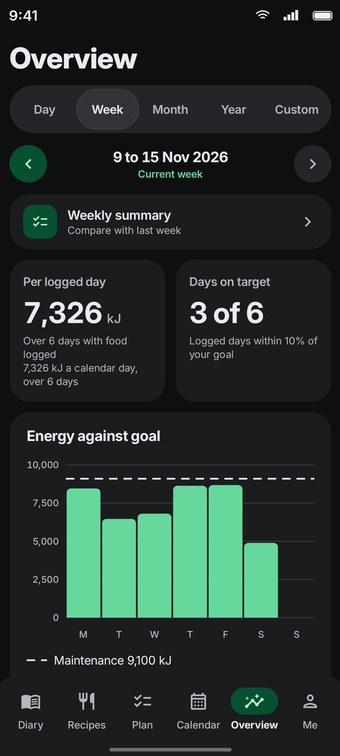 9:41
Overview
Day Week Month Year Custom
9 to 15 Nov 2026
Current week
Weekly summary
Compare with last week
Per logged day
7,326 kJ
Over 6 days with food
logged
7,326 kJ a calendar day,
over 6 days
Days on target
3 of 6
Logged days within 10% of
your goal
Energy against goal
10,000
7,500
5,000
2,500
0
M T W T F S S
Maintenance 9,100 kJ
Diary Recipes Plan Calendar Overview Me